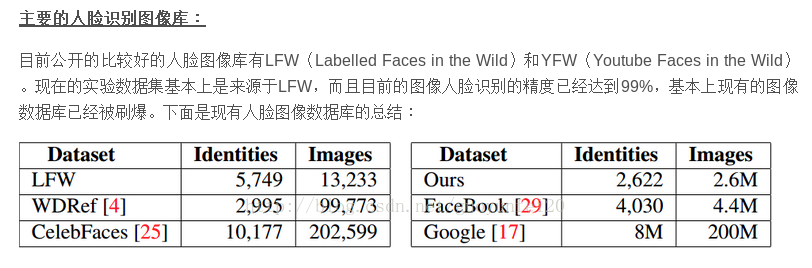 主要的人脸识别图像库：
目前公开的比较好的人脸图像库有LFW（Labelled Faces in the Wild）和YFW（Youtube Faces in the Wild）
。现在的实验数据集基本上是来源于LFW，而且目前的图像人脸识别的精度已经达到99%，基本上现有的图像
数据库已经被刷爆。下面是现有人脸图像数据库的总结：
Dataset Identities Images
LFW 5,749 13,233
WDRef [4] 2,995 99,773
CelebFaces [25] 10,177 202,599
Dataset Identities Images
Ours 2,622 2.6M
FaceBook [29] 4,030 4.4M
Google [17] 8M 200M